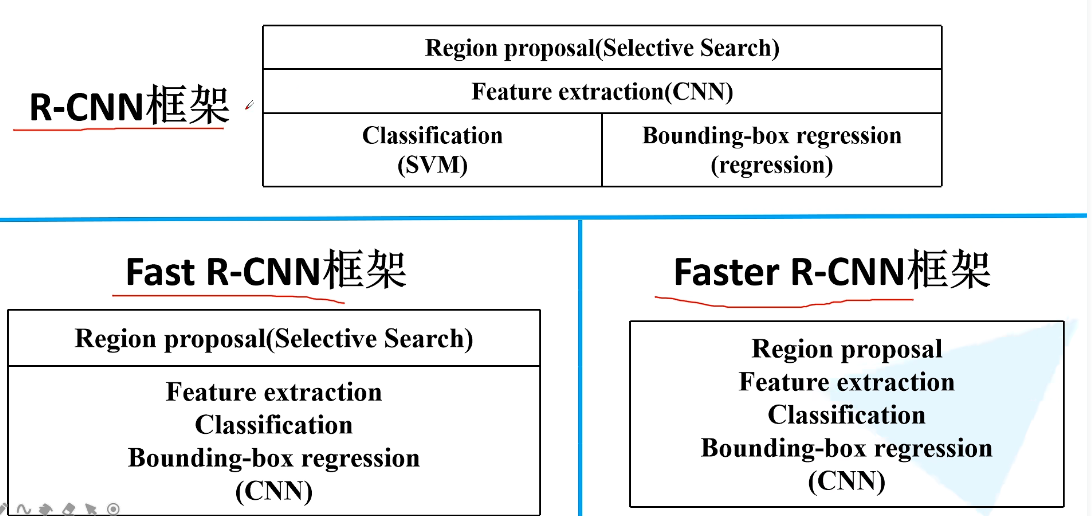 R-CNN框架
Region proposal(Selective Search)
Feature extraction(CNN)
Classification
(SVM)
Bounding-box regression
(regression)
Fast R-CNN框架
Region proposal(Selective Search)
Feature extraction
Classification
Bounding-box regression
(CNN)
Faster R-CNN框架
Region proposal
Feature extraction
Classification
Bounding-box regression
(CNN)